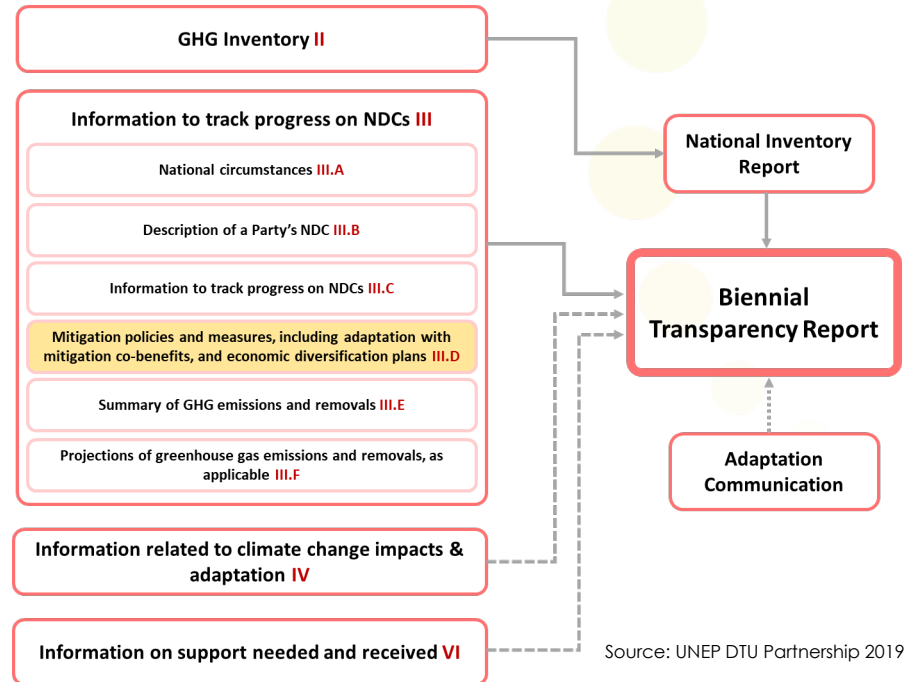 GHG Inventory II
Information to track progress on NDCs III
National circumstances III.A
Description of a Party's NDC III.B
Information to track progress on NDCs III.C
Mitigation policies and measures, including adaptation with
mitigation co-benefits, and economic diversification plans III.D
Summary of GHG emissions and removals III.E
Projections of greenhouse gas emissions and removals, as
applicable III.F
Information related to climate change impacts &
adaptation IV
Information on support needed and received VI
National Inventory
Report
Biennial
Transparency Report
Adaptation
Communication
Source: UNEP DTU Partnership 2019